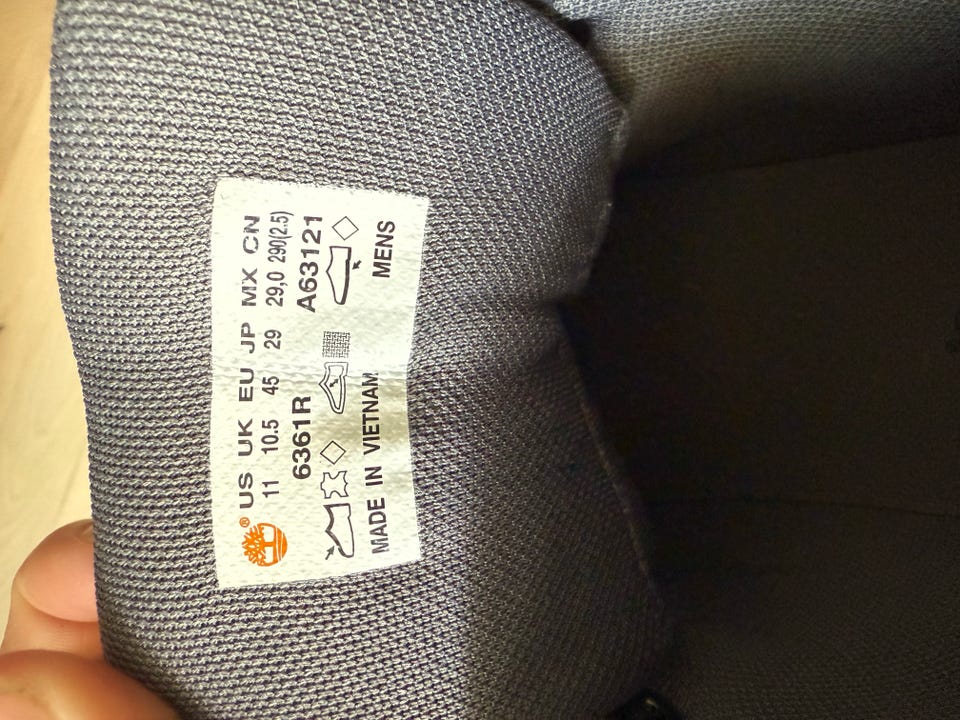 ® US UK EU JP MX CN
11 10.5 45 29 29,0 290(2.5)
6361R A63121
MADE IN VIETNAM MENS